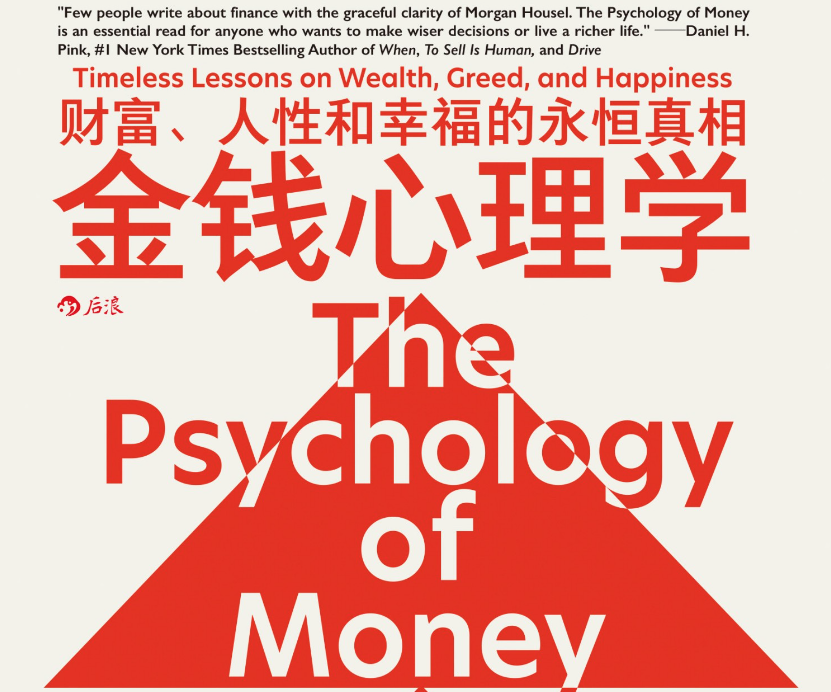 "Few people write about finance with the graceful clarity of Morgan Housel. The Psychology of Money
is an essential read for anyone who wants to make wiser decisions or live a richer life." ——Daniel H.
Pink, #1 New York Times Bestselling Author of When, To Sell Is Human, and Drive
Timeless Lessons on Wealth, Greed, and Happiness
财富、人性和幸福的永恒真相
金钱心理学
后浪
The
Psychology
of
Money